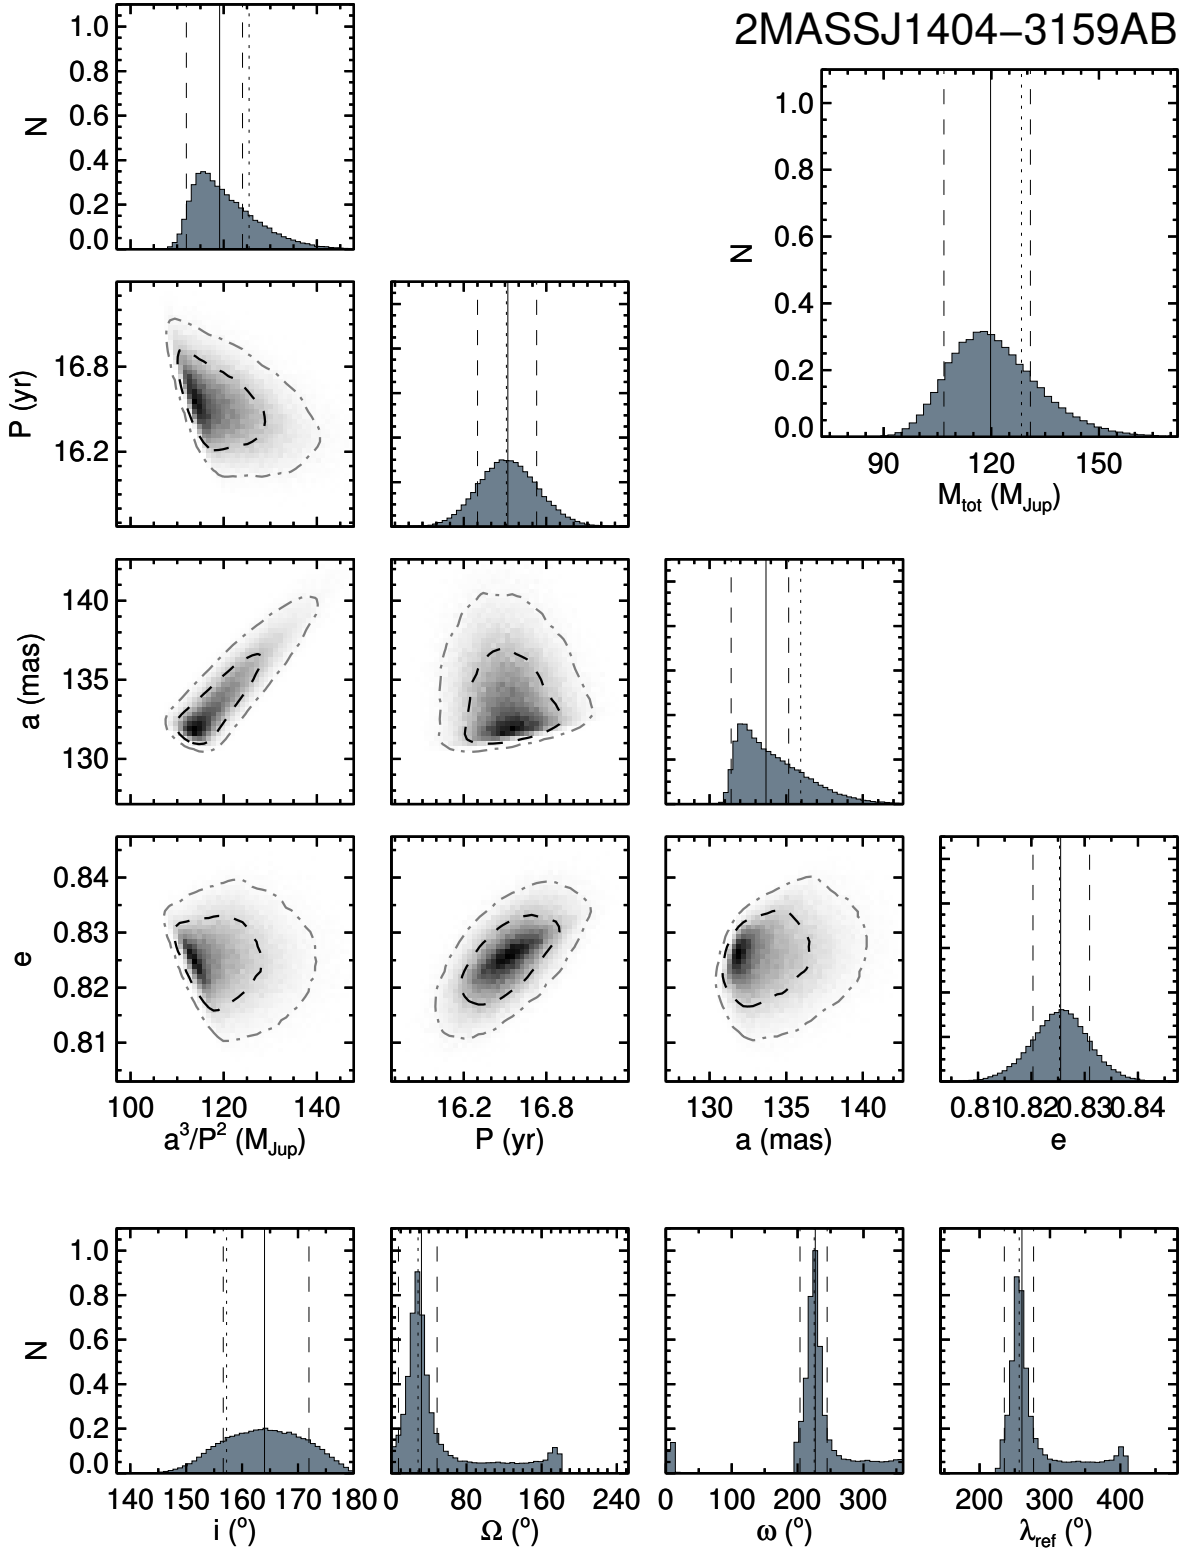 2MASSJ1404−3159AB
N
1.0
0.8
0.6
0.4
0.2
0.0
N
1.0
0.8
0.6
0.4
0.2
0.0
90 120 150
M_tot (M_Jup)
P (yr)
16.8
16.2
a (mas)
140
135
130
e
0.84
0.83
0.82
0.81
100 120 140
a³/P² (M_Jup)
16.2 16.8
P (yr)
130 135 140
a (mas)
0.81 0.82 0.83 0.84
e
N
1.0
0.8
0.6
0.4
0.2
0.0
140 150 160 170 180
i (°)
0 80 160 240
Ω (°)
0 100 200 300
ω (°)
200 300 400
λ_ref (°)